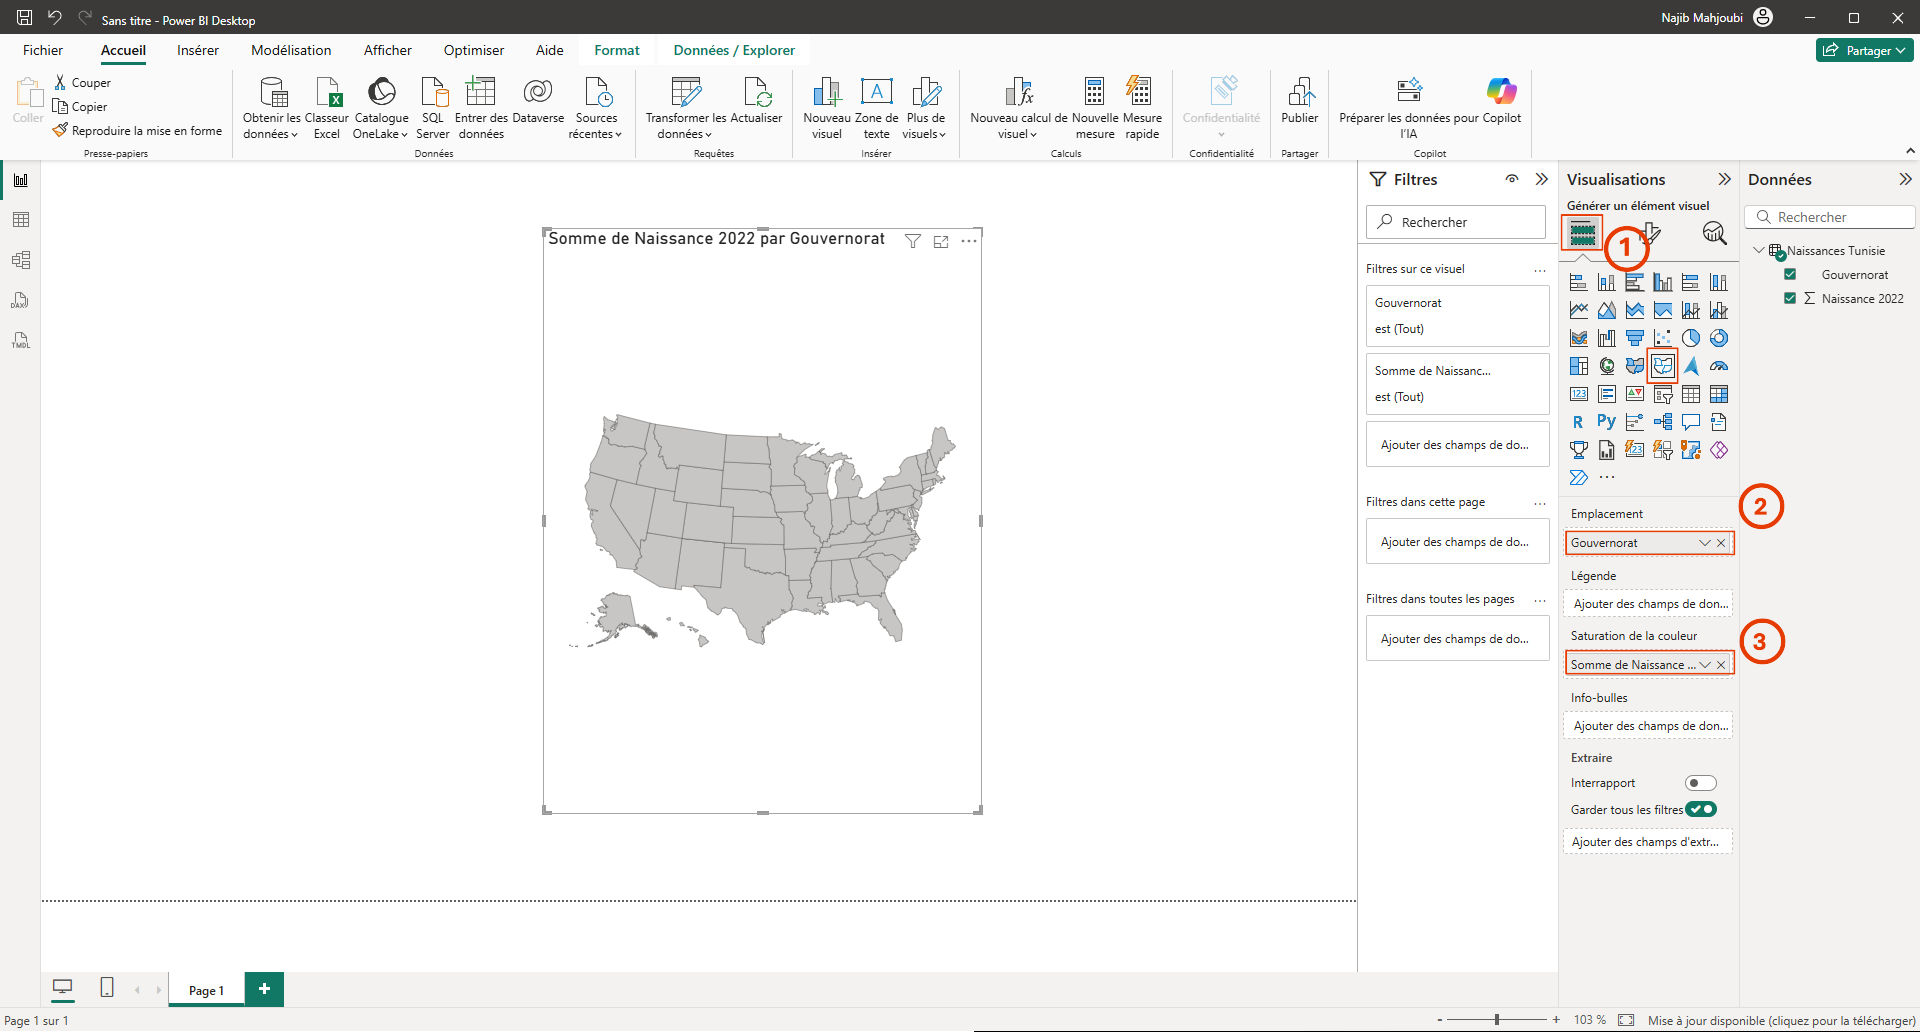 Sans titre - Power BI Desktop
Najib Mahjoubi
Fichier
Accueil
Insérer
Modélisation
Afficher
Optimiser
Aide
Format
Données / Explorer
Partager
Coller
Couper
Copier
Reproduire la mise en forme
Presse-papiers
Obtenir les données
Classeur Excel
Catalogue OneLake
SQL Server
Entrer des données
Dataverse
Sources récentes
Données
Transformer les données
Actualiser
Requêtes
Nouveau visuel
Zone de texte
Plus de visuels
Insérer
Nouveau calcul de visuel
Nouvelle mesure
Mesure rapide
Calculs
Confidentialité
Confidentialité
Publier
Partager
Préparer les données pour l'IA
Copilot
Copilot
DAX
TMDL
Somme de Naissance 2022 par Gouvernorat
Filtres
Rechercher
Filtres sur ce visuel
...
Gouvernorat
est (Tout)
Somme de Naissanc...
est (Tout)
Ajouter des champs de do...
Filtres dans cette page
...
Ajouter des champs de do...
Filtres dans toutes les pages
...
Ajouter des champs de do...
Visualisations
Générer un élément visuel
1
123
R
Py
123
...
2
Emplacement
Gouvernorat
Légende
Ajouter des champs de don...
Saturation de la couleur
3
Somme de Naissance ...
Info-bulles
Ajouter des champs de don...
Extraire
Interrapport
Garder tous les filtres
Ajouter des champs d'extr...
Données
Rechercher
Naissances Tunisie
Gouvernorat
Naissance 2022
Page 1
+
Page 1 sur 1
- + 103 %
Mise à jour disponible (cliquez pour la télécharger)